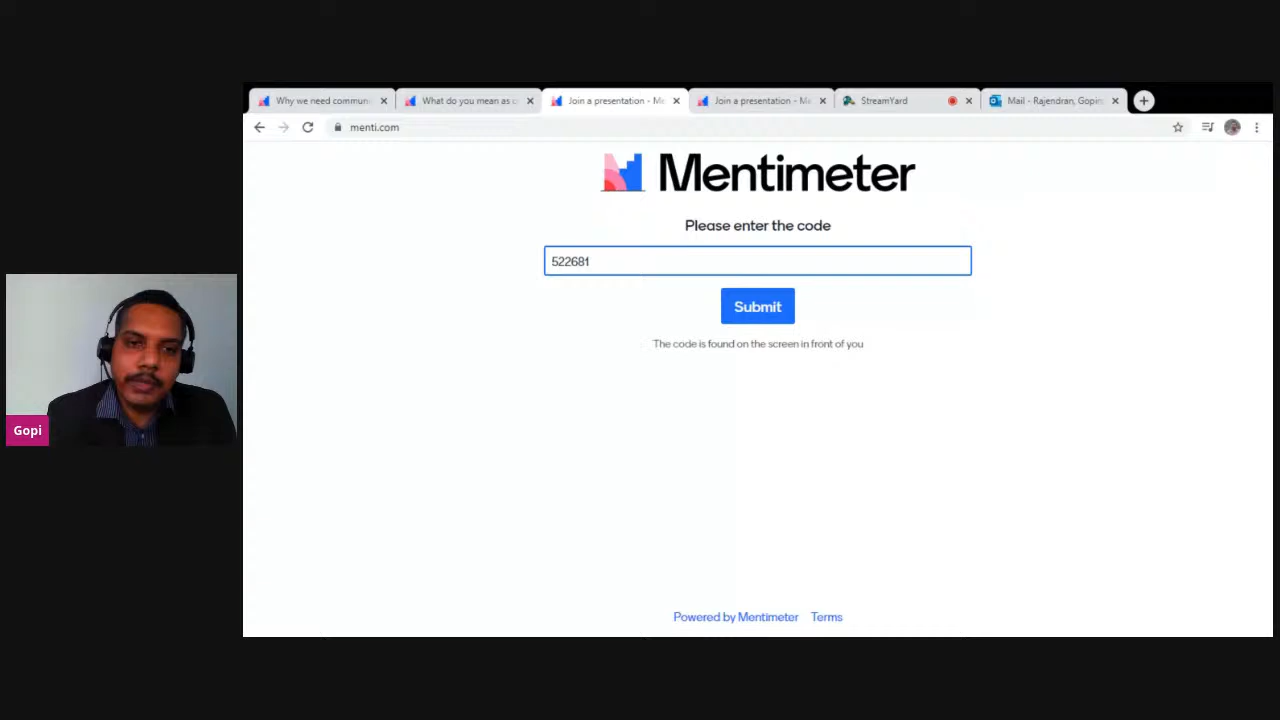 Why we need commun
What do you mean as c
Join a presentation - Me
Join a presentation - Me
StreamYard
Mail - Rajendran, Gopin
menti.com
Mentimeter
Please enter the code
522681
Submit
The code is found on the screen in front of you
Gopi
Powered by Mentimeter Terms